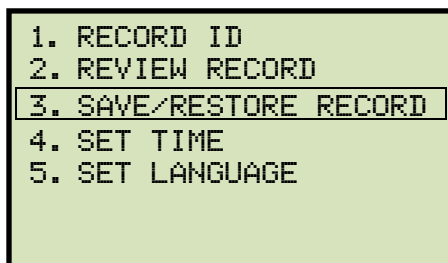 1. RECORD ID
2. REVIEW RECORD
3. SAVE/RESTORE RECORD
4. SET TIME
5. SET LANGUAGE